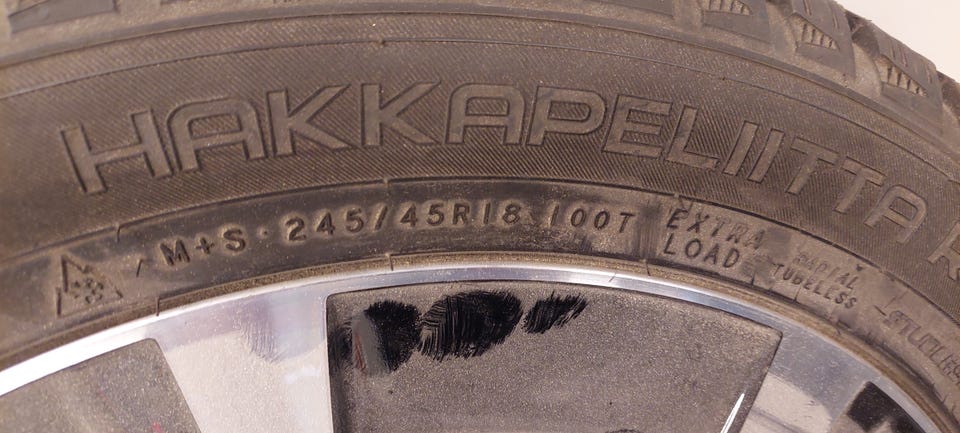 HAKKAPELIITTA R
M+S · 245/45R18 100T
EXTRA
LOAD
RADIAL
TUBELESS